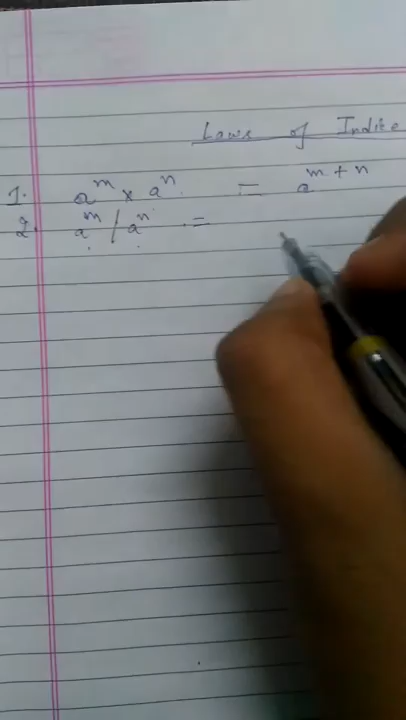 Laws of Indice
1. a^m × a^n = a^m+n
2. a^m / a^n =